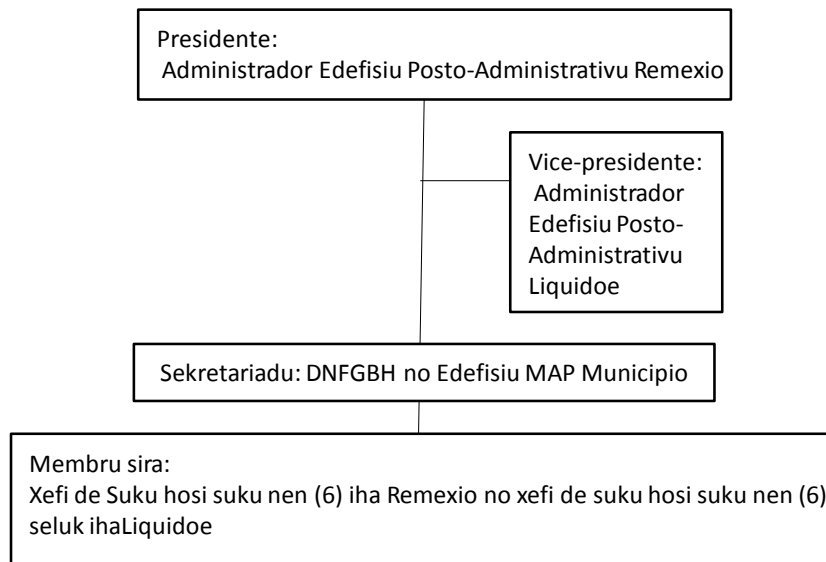 Presidente:
Administrador Edefisiu Posto-Administrativu Remexio
Vice-presidente:
Administrador
Edefisiu Posto-
Administrativu
Liquidoe
Sekretariadu: DNFGBH no Edefisiu MAP Municipio
Membru sira:
Xefi de Suku hosi suku nen (6) iha Remexio no xefi de suku hosi suku nen (6)
seluk ihaLiquidoe